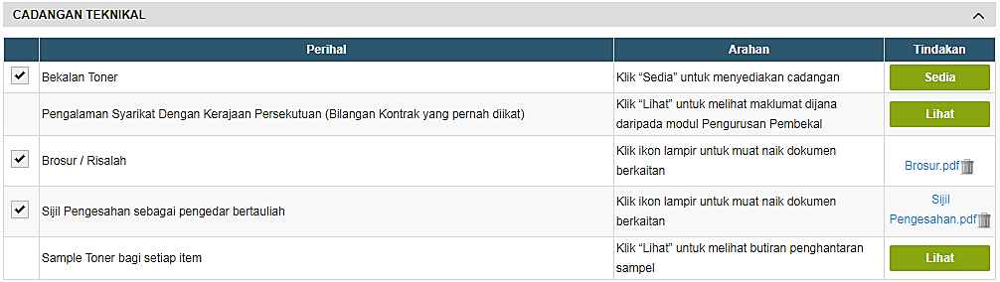 CADANGAN TEKNIKAL
Perihal
Arahan
Tindakan
Bekalan Toner
Klik “Sedia” untuk menyediakan cadangan
Sedia
Pengalaman Syarikat Dengan Kerajaan Persekutuan (Bilangan Kontrak yang pernah diikat)
Klik “Lihat” untuk melihat maklumat dijana
daripada modul Pengurusan Pembekal
Lihat
Brosur / Risalah
Klik ikon lampir untuk muat naik dokumen
berkaitan
Brosur.pdf
Sijil Pengesahan sebagai pengedar bertauliah
Klik ikon lampir untuk muat naik dokumen
berkaitan
Sijil
Pengesahan.pdf
Sample Toner bagi setiap item
Klik “Lihat” untuk melihat butiran penghantaran
sampel
Lihat